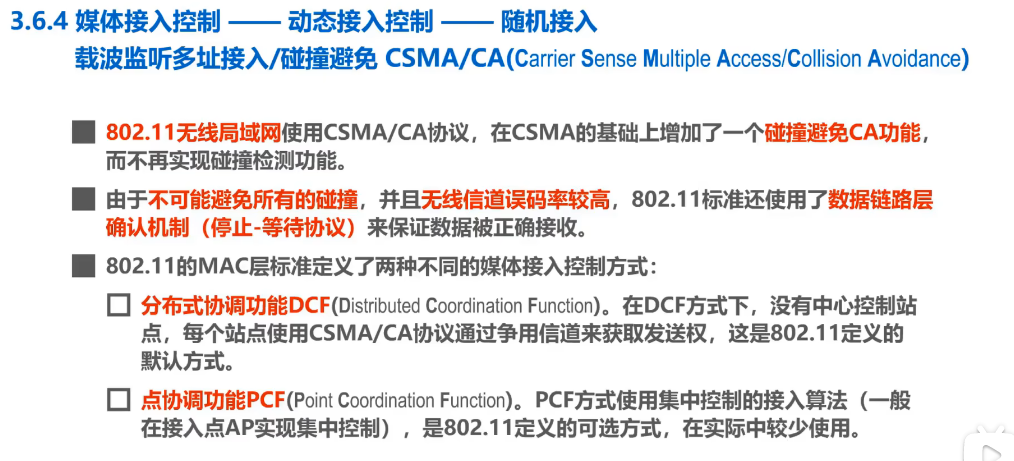 3.6.4 媒体接入控制 —— 动态接入控制 —— 随机接入
载波监听多址接入/碰撞避免 CSMA/CA(Carrier Sense Multiple Access/Collision Avoidance)
802.11无线局域网使用CSMA/CA协议，在CSMA的基础上增加了一个碰撞避免CA功能，
而不再实现碰撞检测功能。
由于不可能避免所有的碰撞，并且无线信道误码率较高，802.11标准还使用了数据链路层
确认机制（停止-等待协议）来保证数据被正确接收。
802.11的MAC层标准定义了两种不同的媒体接入控制方式：
分布式协调功能DCF(Distributed Coordination Function)。在DCF方式下，没有中心控制站
点，每个站点使用CSMA/CA协议通过争用信道来获取发送权，这是802.11定义的
默认方式。
点协调功能PCF(Point Coordination Function)。PCF方式使用集中控制的接入算法（一般
在接入点AP实现集中控制），是802.11定义的可选方式，在实际中较少使用。